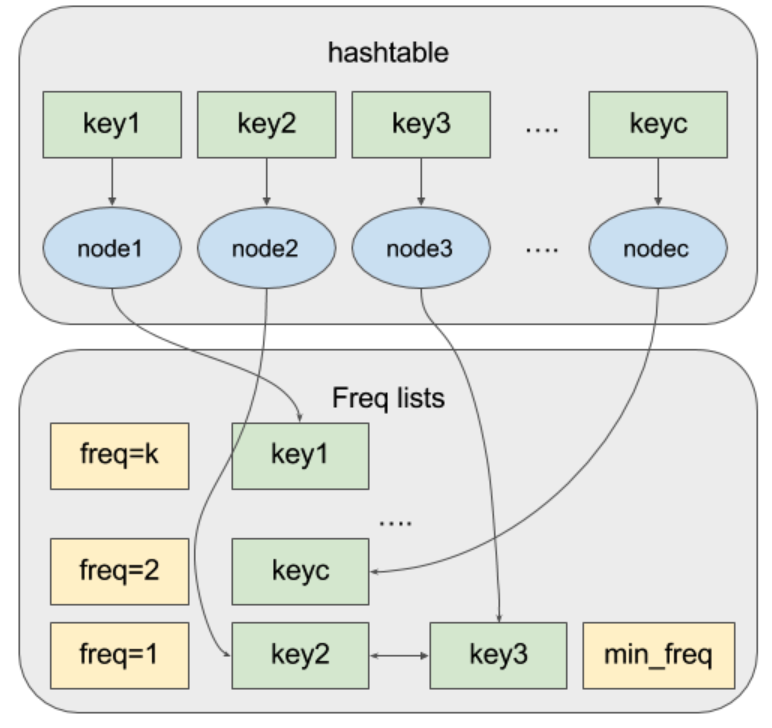 hashtable
key1 key2 key3 .... keyc
node1 node2 node3 .... nodec
Freq lists
freq=k key1
....
freq=2 keyc
freq=1 key2 key3 min_freq